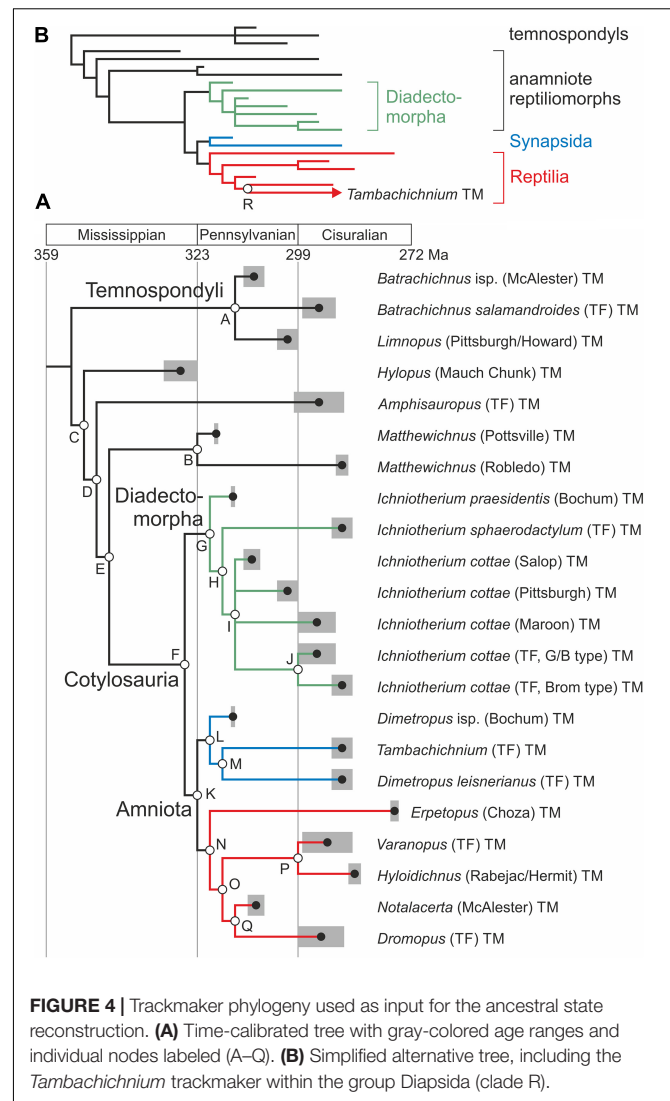 B
temnospondyls
anamniote
reptiliomorphs
Diadecto-
morpha
Synapsida
Reptilia
Tambachichnium TM
R
A
Mississippian Pennsylvanian Cisuralian
359 323 299 272 Ma
Batrachichnus isp. (McAlester) TM
Temnospondyli
Batrachichnus salamandroides (TF) TM
A
Limnopus (Pittsburgh/Howard) TM
Hylopus (Mauch Chunk) TM
Amphisauropus (TF) TM
C
Matthewichnus (Pottsville) TM
B
Matthewichnus (Robledo) TM
D
Diadecto-
morpha
Ichniotherium praesidentis (Bochum) TM
G
Ichniotherium sphaerodactylum (TF) TM
E
H
Ichniotherium cottae (Salop) TM
Ichniotherium cottae (Pittsburgh) TM
I
Ichniotherium cottae (Maroon) TM
F
J
Ichniotherium cottae (TF, G/B type) TM
Cotylosauria
Ichniotherium cottae (TF, Brom type) TM
Dimetropus isp. (Bochum) TM
L
Tambachichnium (TF) TM
M
Dimetropus leisnerianus (TF) TM
K
Amniota
Erpetopus (Choza) TM
N
Varanopus (TF) TM
P
Hyloidichnus (Rabejac/Hermit) TM
O
Notalacerta (McAlester) TM
Q
Dromopus (TF) TM
FIGURE 4 | Trackmaker phylogeny used as input for the ancestral state
reconstruction. (A) Time-calibrated tree with gray-colored age ranges and
individual nodes labeled (A–Q). (B) Simplified alternative tree, including the
Tambachichnium trackmaker within the group Diapsida (clade R).